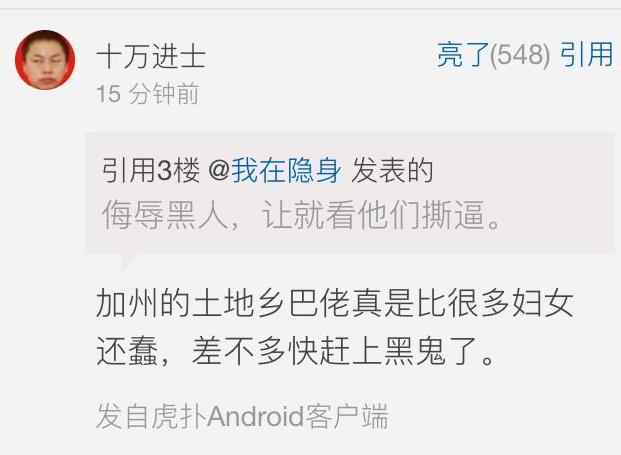 十万进士
亮了(548) 引用
15 分钟前
引用3楼 @我在隐身 发表的
侮辱黑人，让就看他们撕逼。
加州的土地乡巴佬真是比很多妇女
还蠢，差不多快赶上黑鬼了。
发自虎扑Android客户端